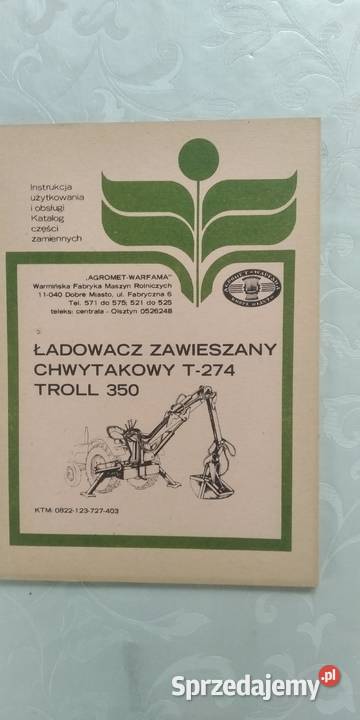 Instrukcja
użytkowania
i obsługi
Katalog
części
zamiennych
„AGROMET-WARFAMA"
Warmińska Fabryka Maszyn Rolniczych
11-040 Dobre Miasto, ul. Fabryczna 6
Tel. 571 do 575; 521 do 525
teleks: centrala - Olsztyn 0526248
ŁADOWACZ ZAWIESZANY
CHWYTAKOWY T-274
TROLL 350
KTM: 0822-123-727-403
Sprzedajemy.pl